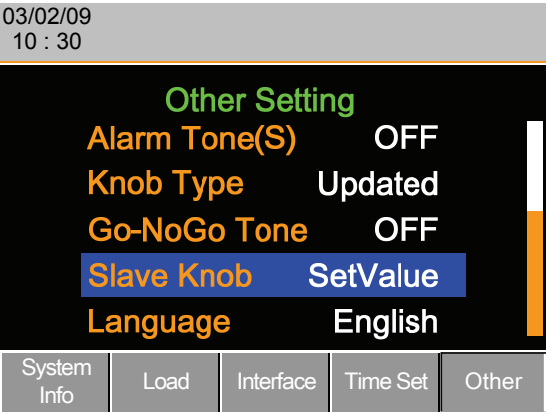 03/02/09
10 : 30
Other Setting
Alarm Tone(S) OFF
Knob Type Updated
Go-NoGo Tone OFF
Slave Knob SetValue
Language English
System Info Load Interface Time Set Other